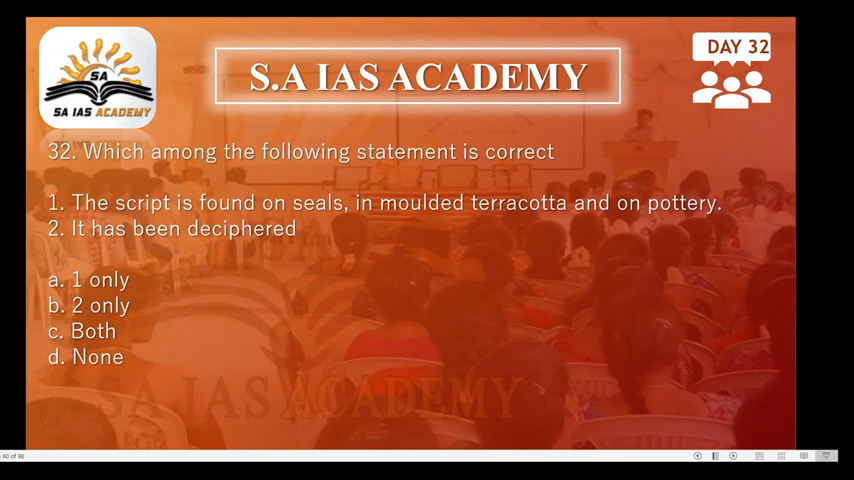 DAY 32
S.A IAS ACADEMY
SA
SA IAS ACADEMY
32. Which among the following statement is correct
1. The script is found on seals, in moulded terracotta and on pottery.
2. It has been deciphered
a. 1 only
b. 2 only
c. Both
d. None
SA IAS ACADEMY
60 of 98